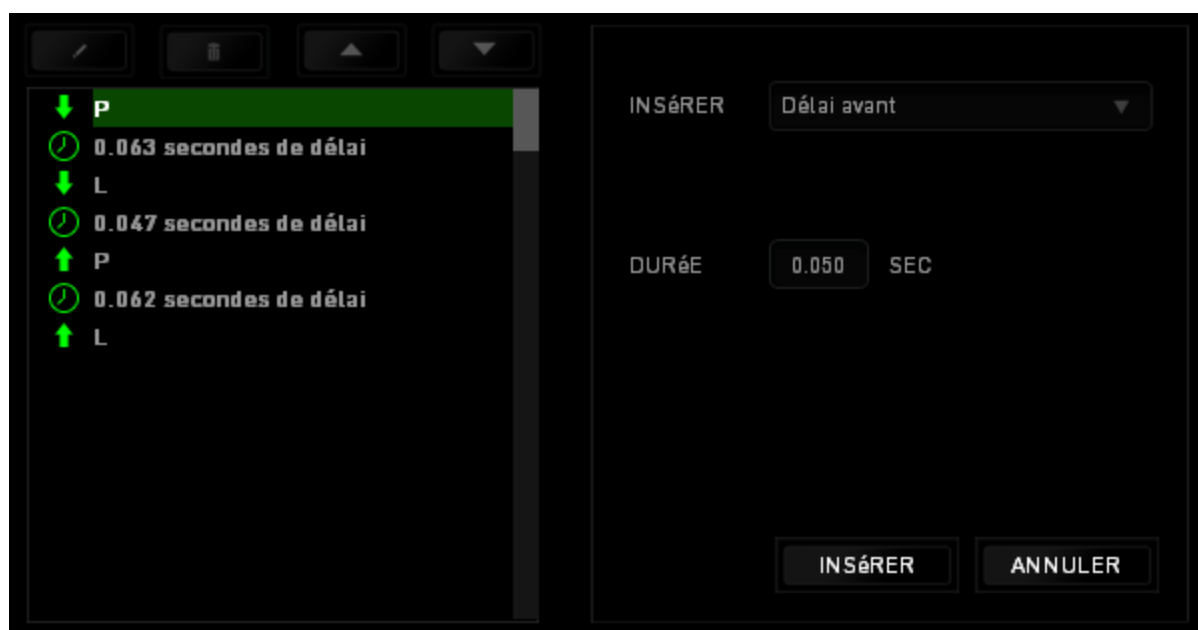 P
0.063 secondes de délai
L
0.047 secondes de délai
P
0.062 secondes de délai
L
INSéRER Délai avant
DURéE 0.050 SEC
INSéRER ANNULER